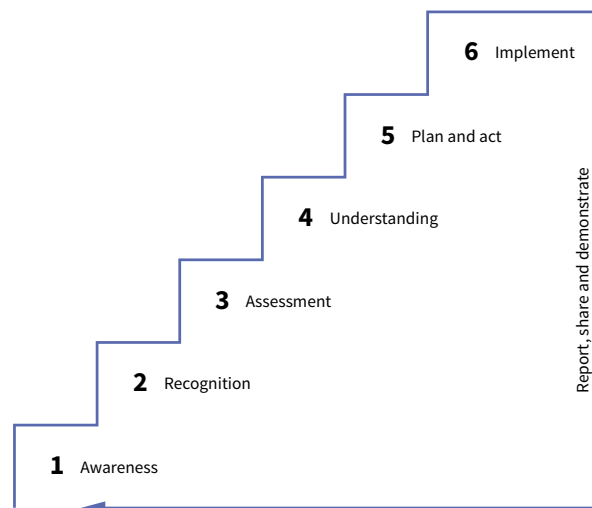 6 Implement
5 Plan and act
4 Understanding
3 Assessment
2 Recognition
1 Awareness
Report, share and demonstrate